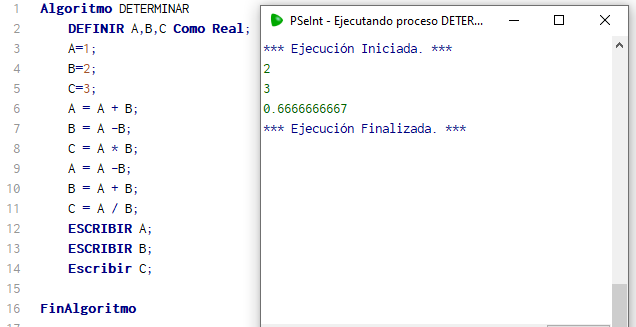 1 Algoritmo DETERMINAR
2 DEFINIR A,B,C Como Real;
3 A=1;
4 B=2;
5 C=3;
6 A = A + B;
7 B = A -B;
8 C = A * B;
9 A = A -B;
10 B = A + B;
11 C = A / B;
12 ESCRIBIR A;
13 ESCRIBIR B;
14 Escribir C;
15
16 FinAlgoritmo
17
PSeInt - Ejecutando proceso DETER...
*** Ejecución Iniciada. ***
2
3
0.6666666667
*** Ejecución Finalizada. ***